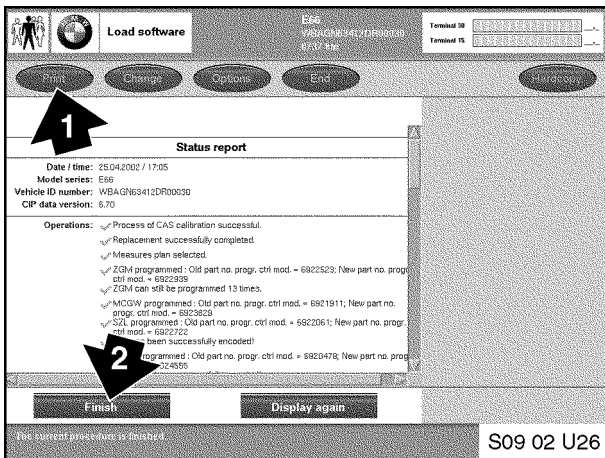 Load software
E66
WBAGN63412DR00030
Terminal 30
Terminal 15
Print
Change
Options
End
Hardcopy
1
Status report
Date / time: 25.04.2002 / 17:05
Model series: E66
Vehicle ID number: WBAGN63412DR00030
CIP data version: 6.70
Operations: Process of CAS calibration successful.
Replacement successfully completed.
Measures plan selected.
ZGM programmed : Old part no. progr. ctrl mod. = 6922523; New part no. progr
ctrl mod. = 6922939
ZGM can still be programmed 13 times.
MCGW programmed : Old part no. progr. ctrl mod. = 6921911; New part no.
progr. ctrl mod. = 6923829
SZL programmed : Old part no. progr. ctrl mod. = 6922061; New part no. progr.
ctrl mod. = 6922722
been successfully encoded!
programmed : Old part no. progr. ctrl mod. = 6920478; New part no. prog
2
Finish
Display again
The current procedure is finished.
S09 02 U26